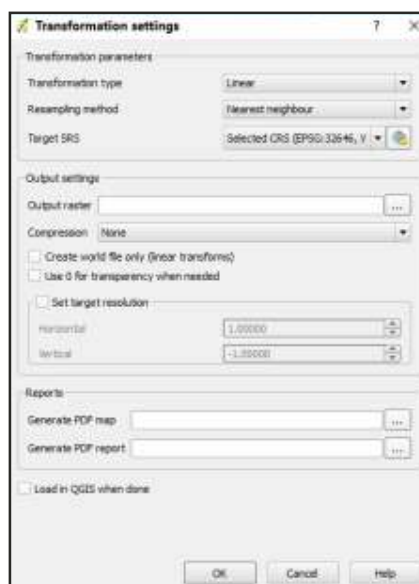 Transformation settings ? ×
Transformation parameters
Transformation type Linear
Resampling method Nearest neighbour
Target SRS Selected CRS (EPSG:32646, V
Output settings
Output raster ...
Compression None
Create world file only (linear transforms)
Use 0 for transparency when needed
Set target resolution
Horizontal 1.00000
Vertical -1.00000
Reports
Generate PDF map ...
Generate PDF report ...
Load in QGIS when done
OK Cancel Help